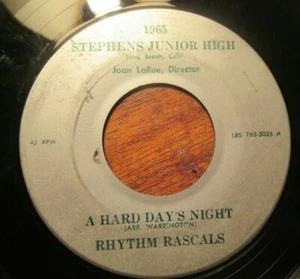 1965
STEPHENS JUNIOR HIGH
Long Beach, Calif.
Joan LaRue, Director
45 RPM
LRS 765-3035 A
A HARD DAY'S NIGHT
(ARR. WARRINGTON)
RHYTHM RASCALS